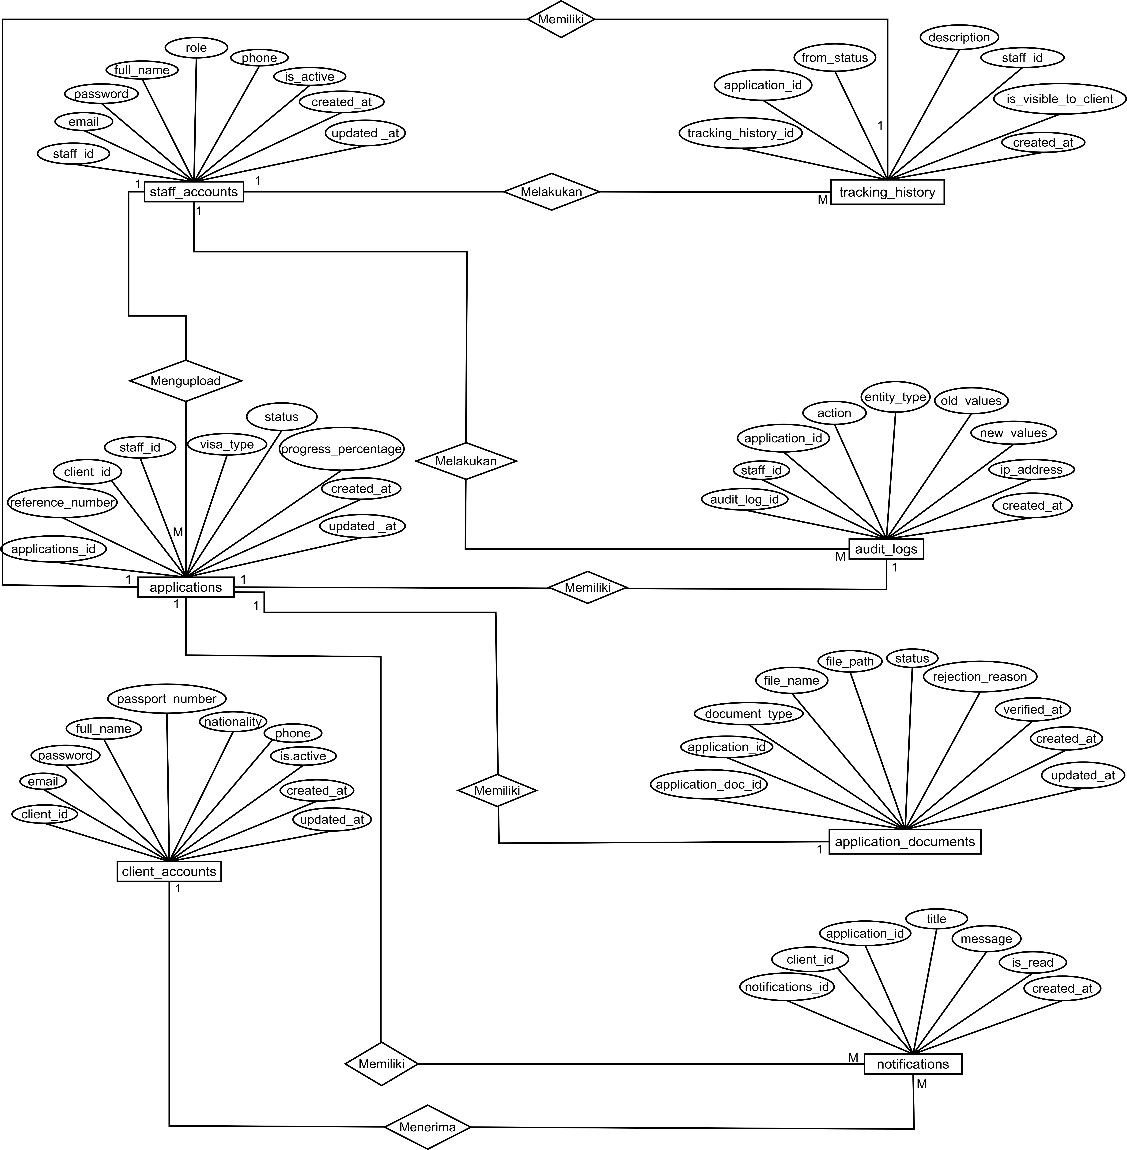 Memiliki
role
full_name
phone
is_active
password
created_at
email
updated _at
staff_id
1
staff_accounts
1
1
Melakukan
description
from_status
staff_id
application_id
is_visible_to_client
tracking_history_id
1
created_at
M
tracking_history
Mengupload
status
staff_id
visa_type
progress_percentage
client_id
created_at
reference_number
updated _at
M
applications_id
1
applications
1
1
1
Melakukan
entity_type
old_values
action
new_values
application_id
ip_address
staff_id
audit_log_id
created_at
M
audit_logs
1
Memiliki
passport_number
full_name
nationality
phone
password
is.active
email
created_at
client_id
updated_at
client_accounts
1
Memiliki
status
file_path
rejection_reason
file_name
document_type
verified_at
application_id
created_at
application_doc_id
updated_at
1
application_documents
title
application_id
message
client_id
is_read
notifications_id
created_at
Memiliki
M
notifications
M
Menerima